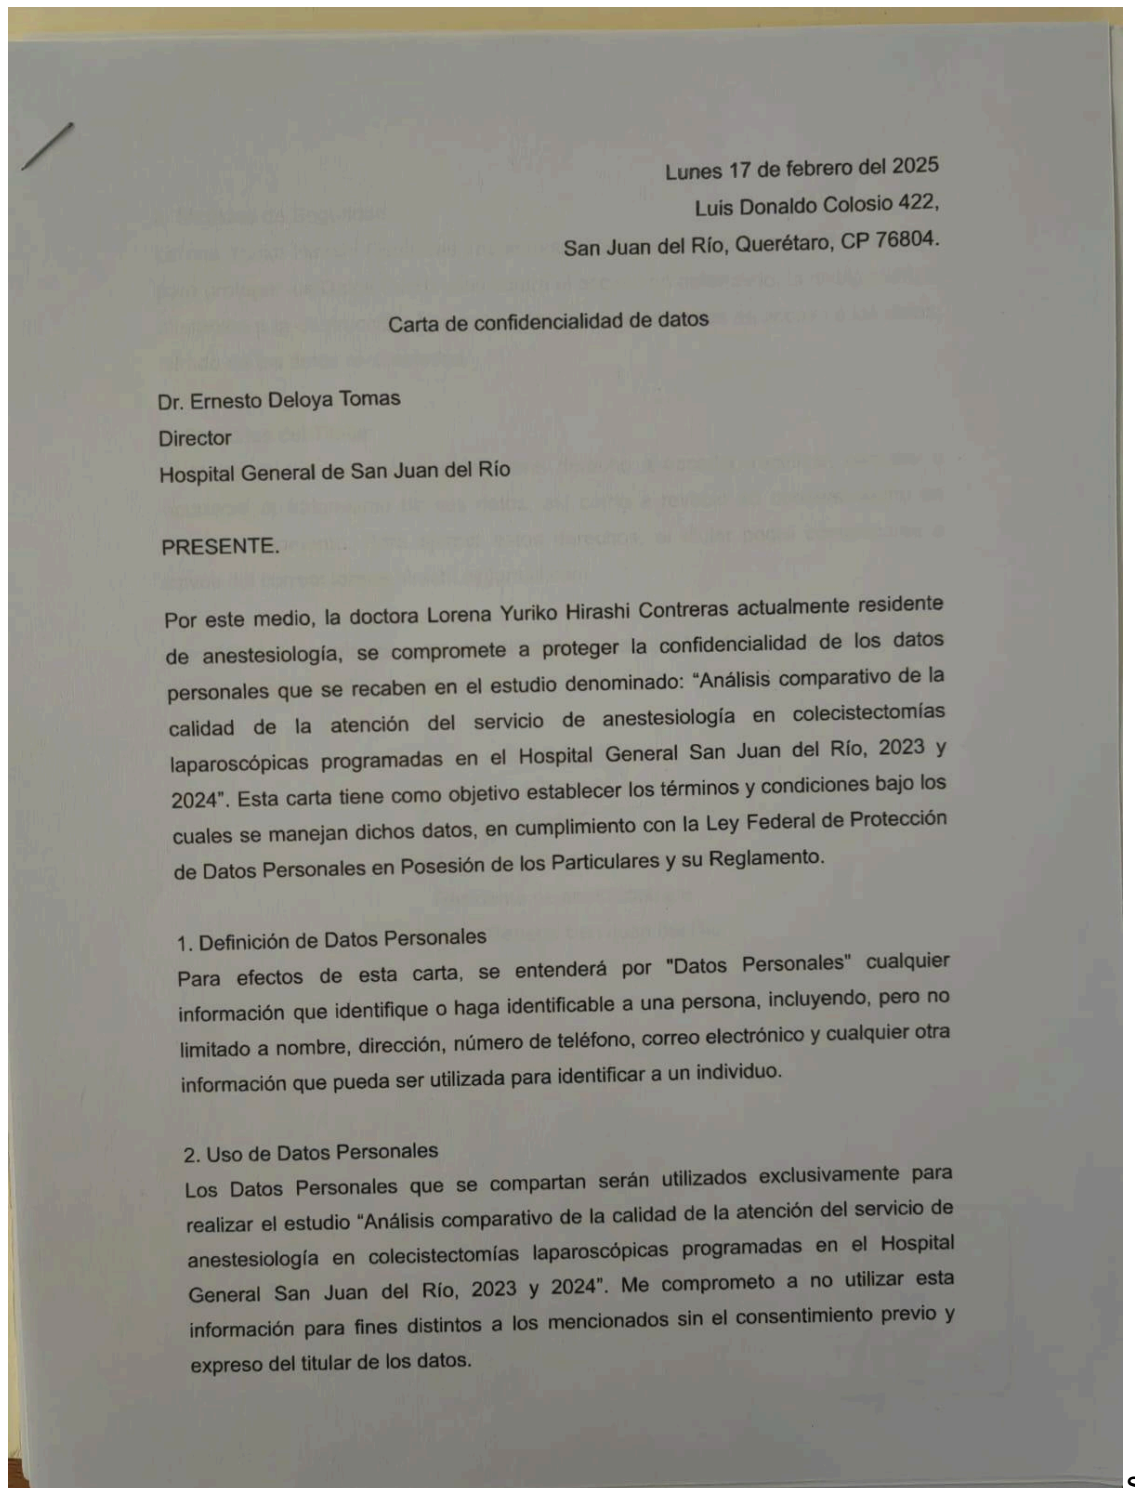 Lunes 17 de febrero del 2025
Luis Donaldo Colosio 422,
San Juan del Río, Querétaro, CP 76804.
Carta de confidencialidad de datos
Dr. Ernesto Deloya Tomas
Director
Hospital General de San Juan del Río
PRESENTE.
Por este medio, la doctora Lorena Yuriko Hirashi Contreras actualmente residente
de anestesiología, se compromete a proteger la confidencialidad de los datos
personales que se recaben en el estudio denominado: “Análisis comparativo de la
calidad de la atención del servicio de anestesiología en colecistectomías
laparoscópicas programadas en el Hospital General San Juan del Río, 2023 y
2024”. Esta carta tiene como objetivo establecer los términos y condiciones bajo los
cuales se manejan dichos datos, en cumplimiento con la Ley Federal de Protección
de Datos Personales en Posesión de los Particulares y su Reglamento.
1. Definición de Datos Personales
Para efectos de esta carta, se entenderá por "Datos Personales" cualquier
información que identifique o haga identificable a una persona, incluyendo, pero no
limitado a nombre, dirección, número de teléfono, correo electrónico y cualquier otra
información que pueda ser utilizada para identificar a un individuo.
2. Uso de Datos Personales
Los Datos Personales que se compartan serán utilizados exclusivamente para
realizar el estudio “Análisis comparativo de la calidad de la atención del servicio de
anestesiología en colecistectomías laparoscópicas programadas en el Hospital
General San Juan del Río, 2023 y 2024”. Me comprometo a no utilizar esta
información para fines distintos a los mencionados sin el consentimiento previo y
expreso del titular de los datos.